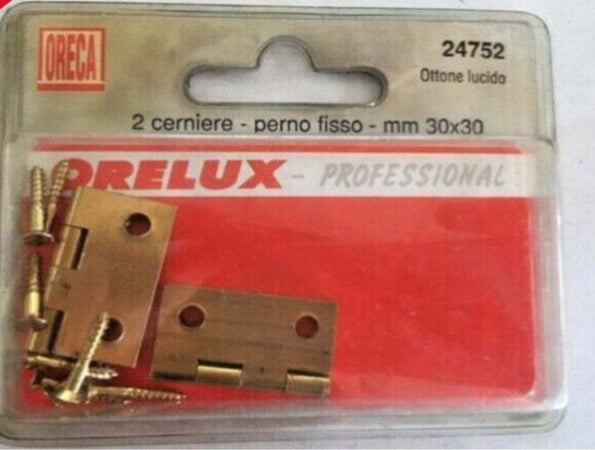 ORECA
24752
Ottone lucido
2 cerniere - perno fisso - mm 30x30
ORELUX - PROFESSIONAL